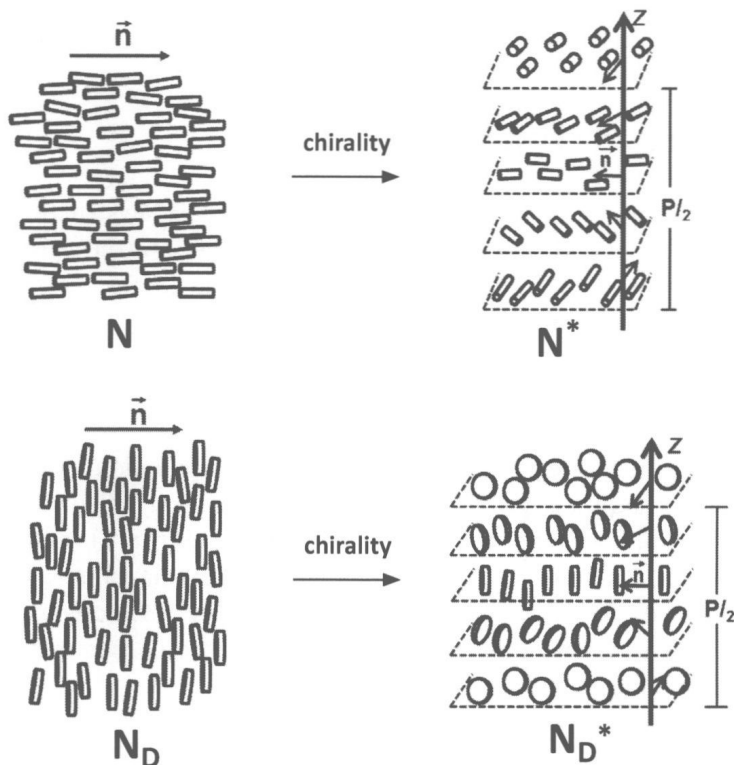 n⃗
chirality
Z
n⃗
P/2
N
N*
n⃗
chirality
Z
n⃗
P/2
N_D
N_D*